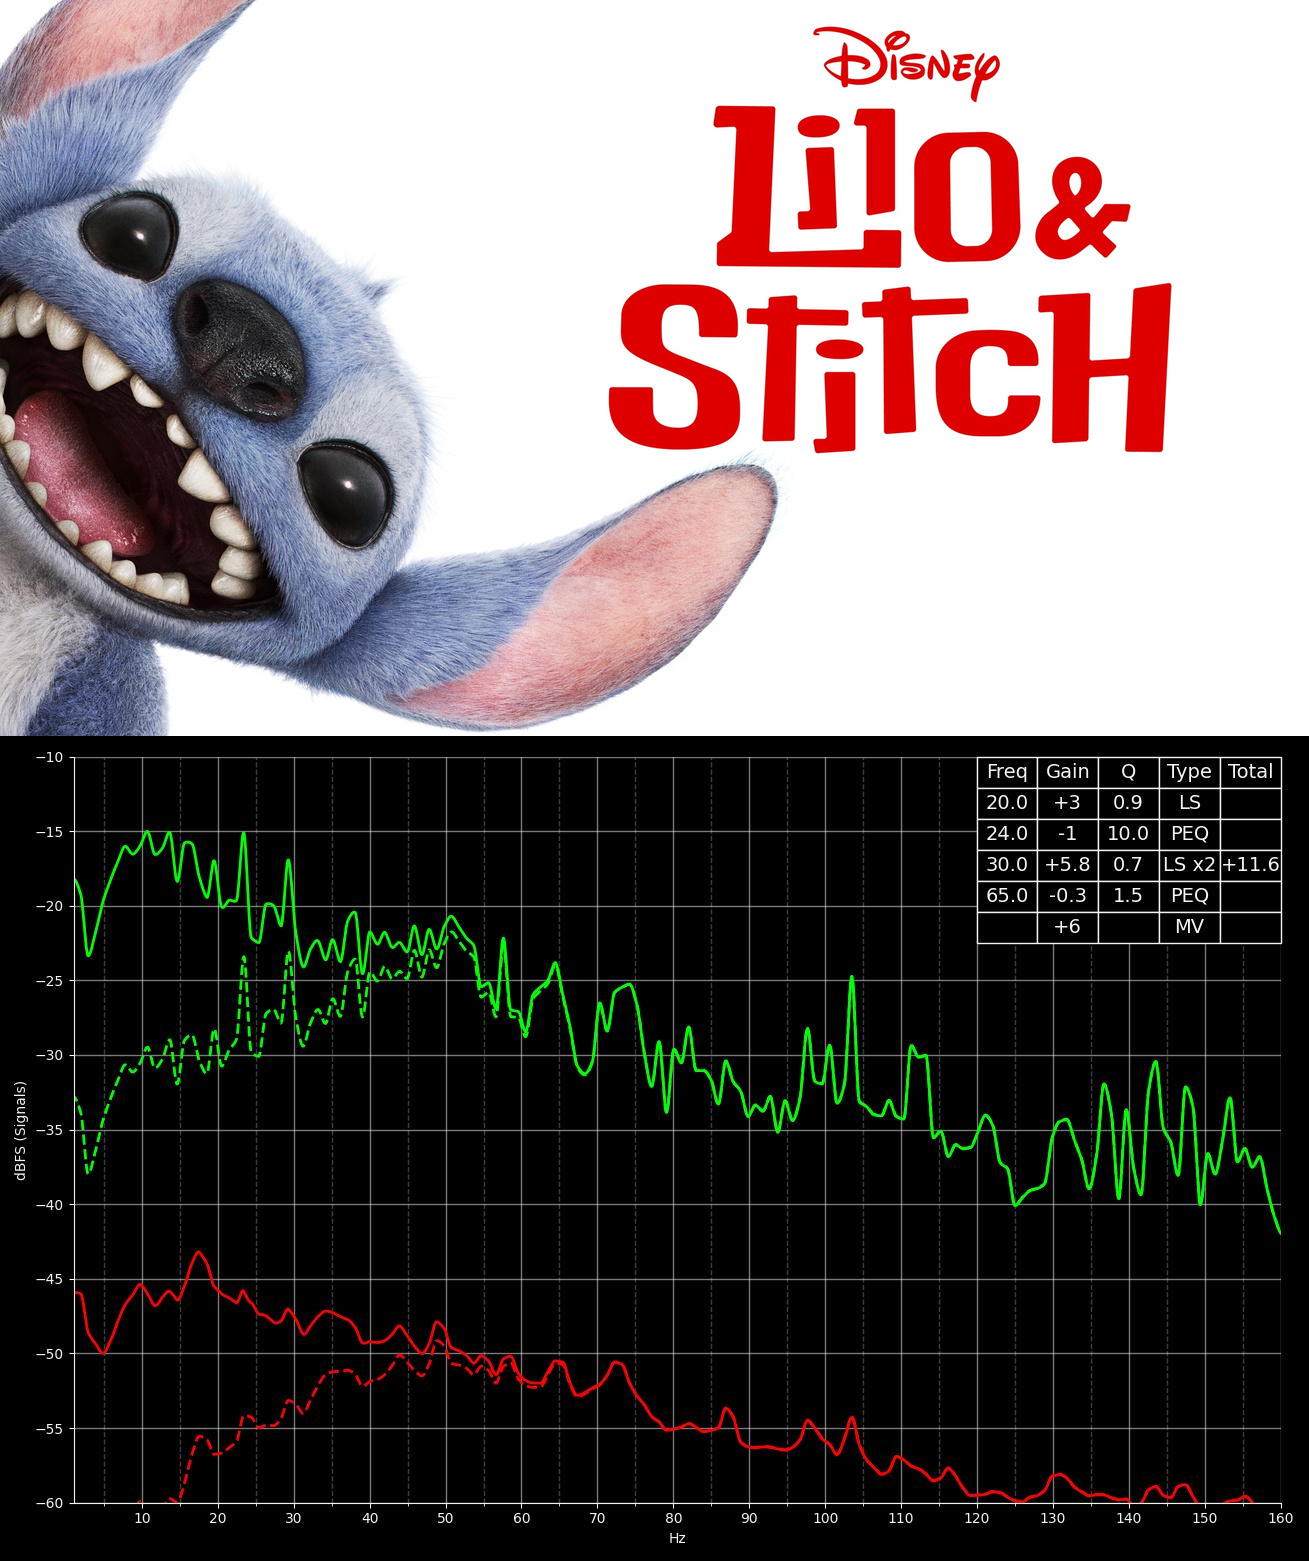 Disney
Lilo &
Stitch
Freq Gain Q Type Total
20.0 +3 0.9 LS
24.0 -1 10.0 PEQ
30.0 +5.8 0.7 LS x2 +11.6
65.0 -0.3 1.5 PEQ
+6 MV
−10
−15
−20
−25
−30
−35
−40
−45
−50
−55
−60
dBFS (Signals)
10 20 30 40 50 60 70 80 90 100 110 120 130 140 150 160
Hz